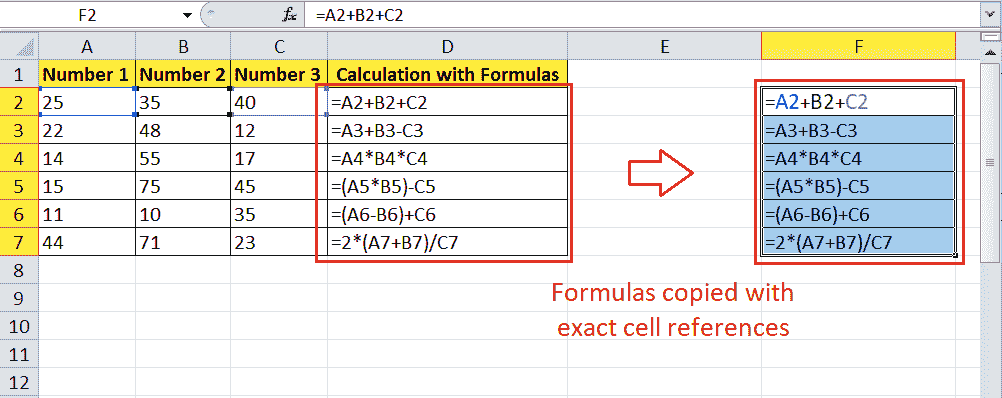 F2 fx =A2+B2+C2
A B C D E F
1 Number 1 Number 2 Number 3 Calculation with Formulas
2 25 35 40 =A2+B2+C2 =A2+B2+C2
3 22 48 12 =A3+B3-C3 =A3+B3-C3
4 14 55 17 =A4*B4*C4 =A4*B4*C4
5 15 75 45 =(A5*B5)-C5 =(A5*B5)-C5
6 11 10 35 =(A6-B6)+C6 =(A6-B6)+C6
7 44 71 23 =2*(A7+B7)/C7 =2*(A7+B7)/C7
8
9 Formulas copied with
10 exact cell references
11
12